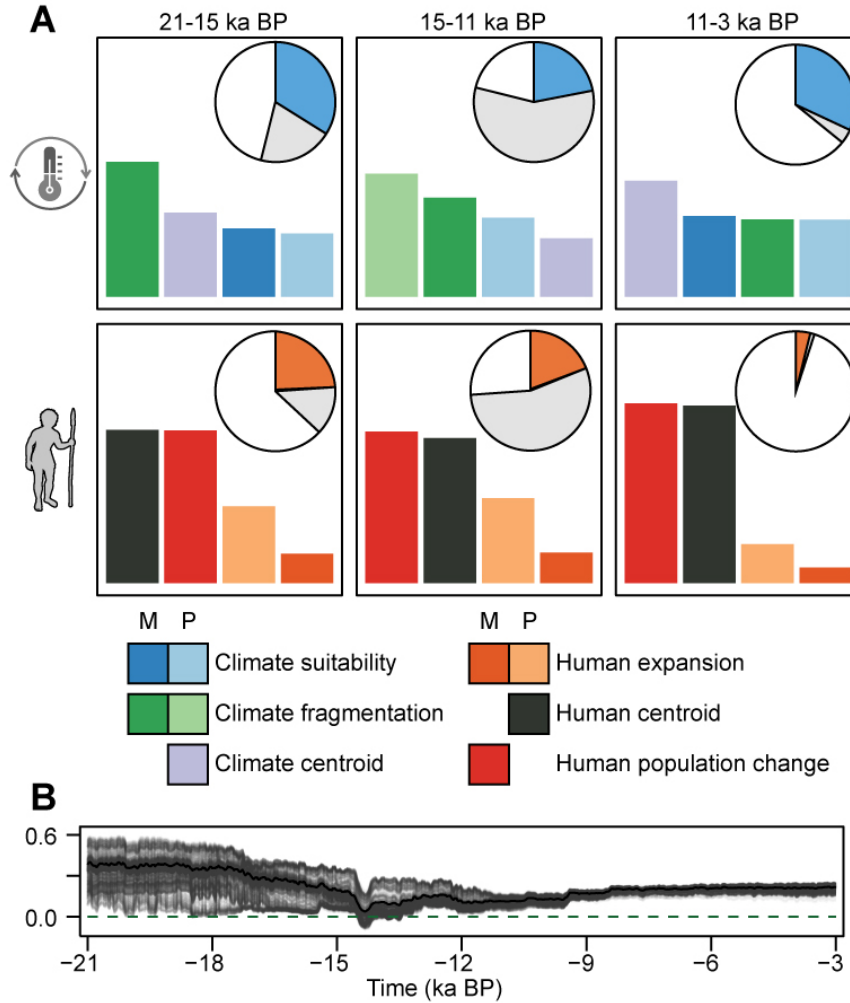 A
21-15 ka BP 15-11 ka BP 11-3 ka BP
M P M P
Climate suitability Human expansion
Climate fragmentation Human centroid
Climate centroid Human population change
B
0.6
0.0
−21 −18 −15 −12 −9 −6 −3
Time (ka BP)